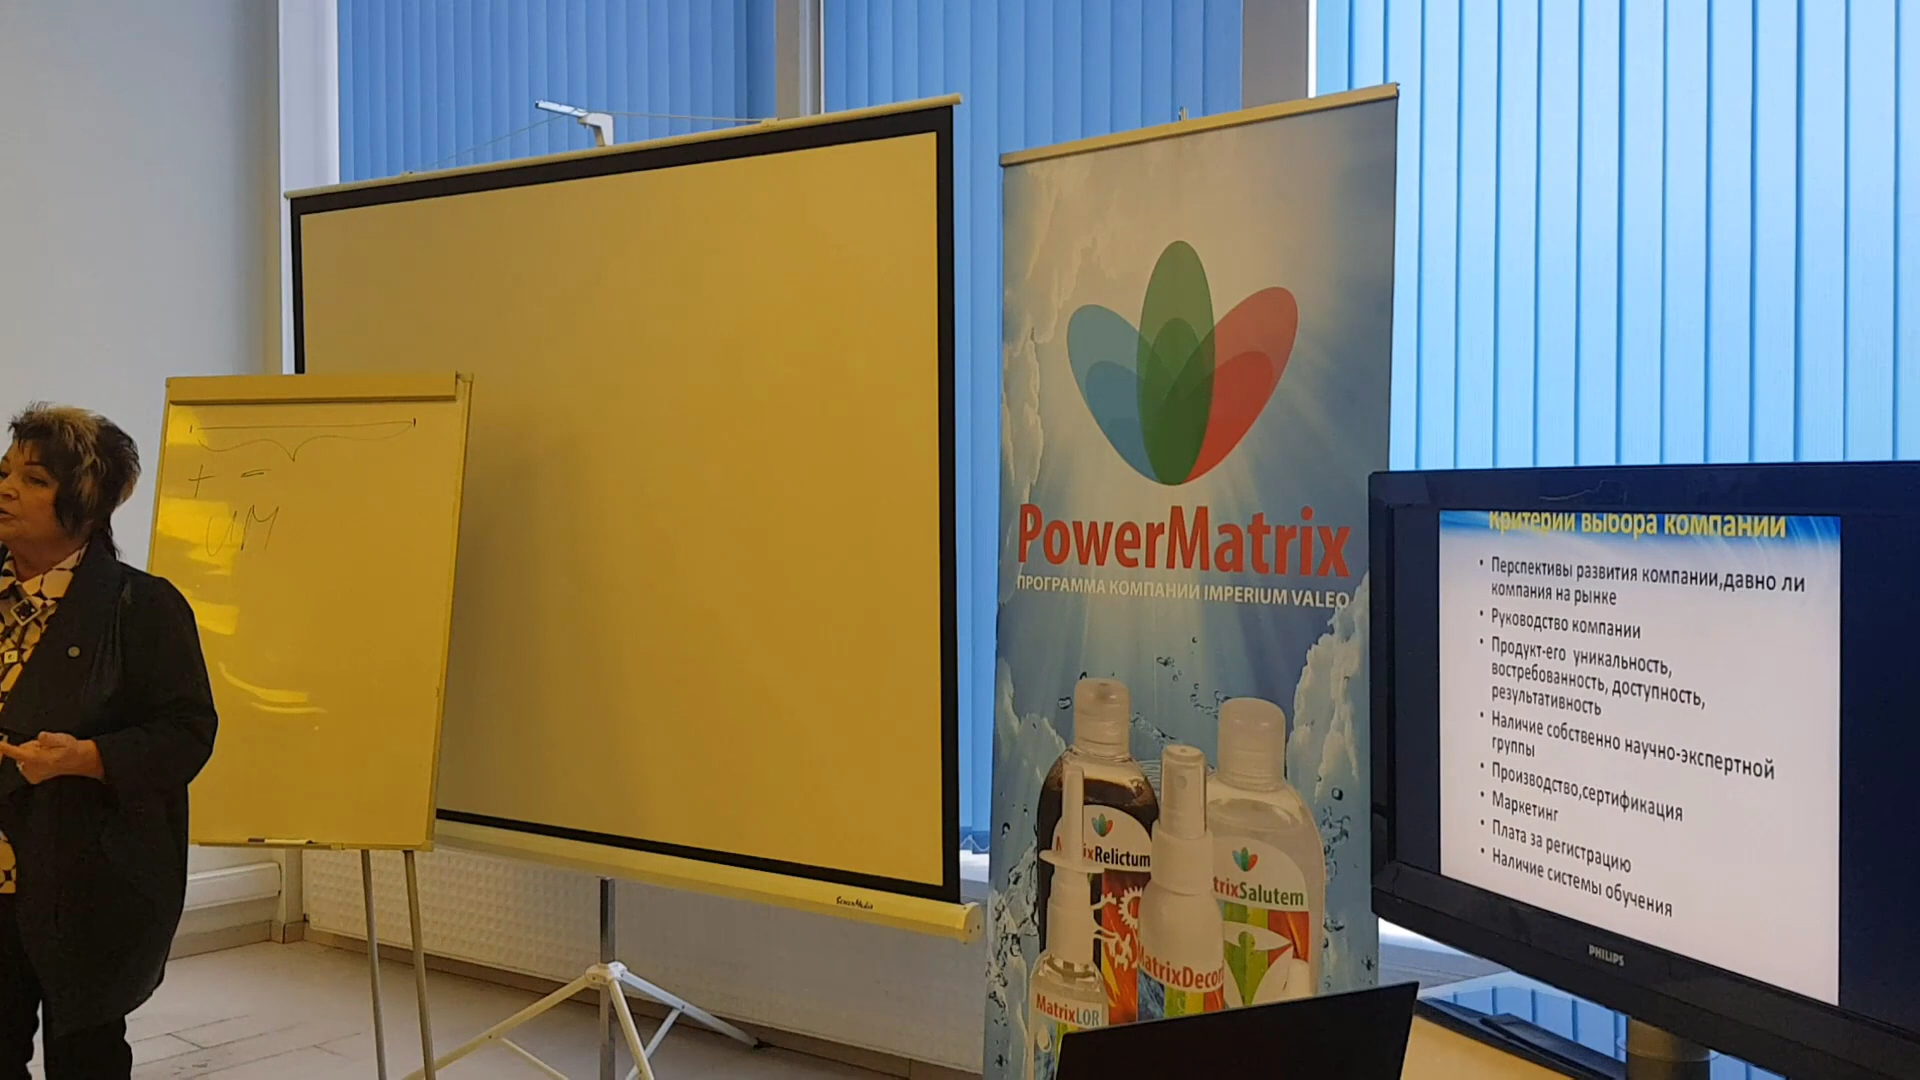 + =
ИМ
PowerMatrix
ПРОГРАММА КОМПАНИИ IMPERIUM VALEO
ixRelictum
trixSalutem
MatrixDecor
MatrixLOR
Критерии выбора компании
• Перспективы развития компании,давно ли
компания на рынке
• Руководство компании
• Продукт-его уникальность,
востребованность, доступность,
результативность
• Наличие собственно научно-экспертной
группы
• Производство,сертификация
• Маркетинг
• Плата за регистрацию
• Наличие системы обучения
PHILIPS